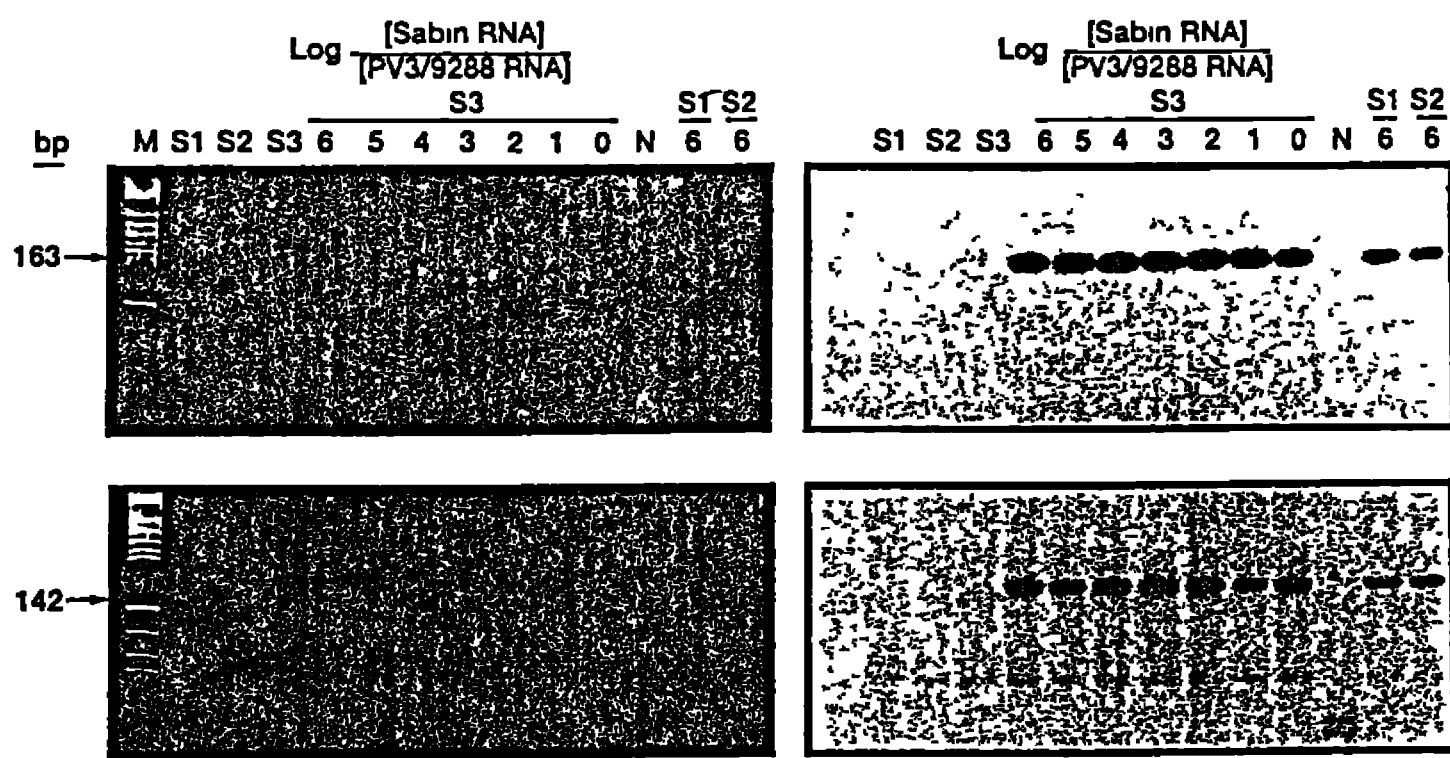 Log [Sabin RNA]
[PV3/9288 RNA]
S3 S1 S2
bp M S1 S2 S3 6 5 4 3 2 1 0 N 6 6
163
142
Log [Sabin RNA]
[PV3/9288 RNA]
S3 S1 S2
S1 S2 S3 6 5 4 3 2 1 0 N 6 6